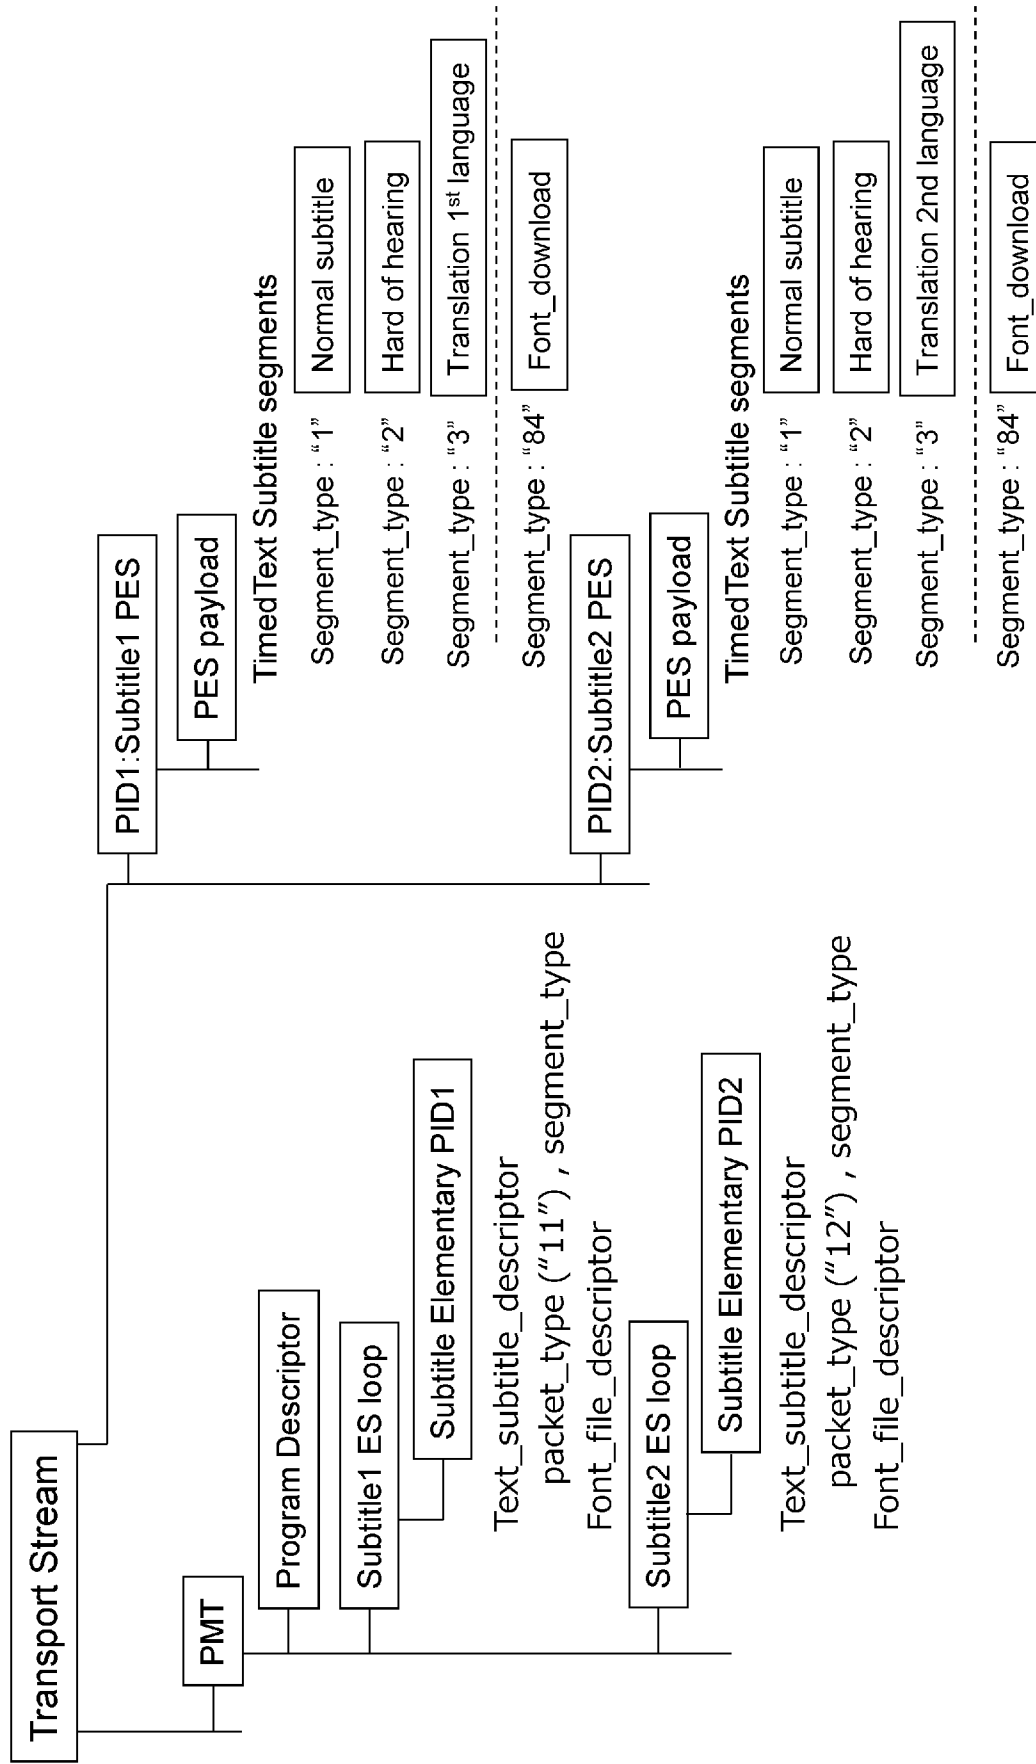 Transport Stream
PMT
Program Descriptor
Subtitle1 ES loop
Subtitle Elementary PID1
Text_subtitle_descriptor
packet_type (“11”) , segment_type
Font_file_descriptor
Subtitle2 ES loop
Subtitle Elementary PID2
Text_subtitle_descriptor
packet_type (“12”) , segment_type
Font_file_descriptor
PID1:Subtitle1 PES
PES payload
TimedText Subtitle segments
Segment_type : “1” Normal subtitle
Segment_type : “2” Hard of hearing
Segment_type : “3” Translation 1st language
Segment_type : “84” Font_download
PID2:Subtitle2 PES
PES payload
TimedText Subtitle segments
Segment_type : “1” Normal subtitle
Segment_type : “2” Hard of hearing
Segment_type : “3” Translation 2nd language
Segment_type : “84” Font_download